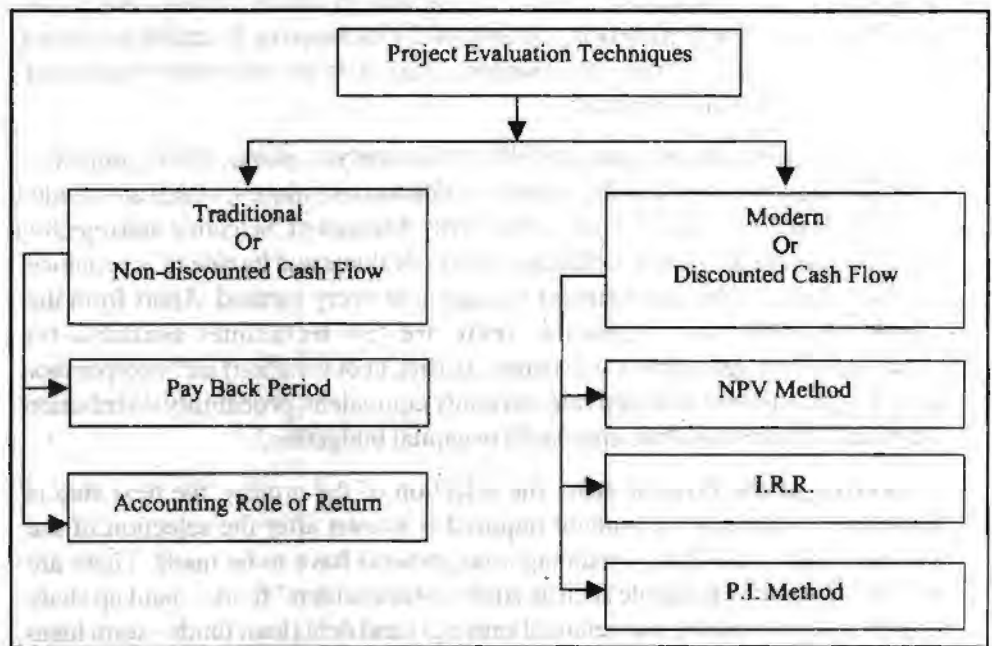 Project Evaluation Techniques
Traditional
Or
Non-discounted Cash Flow
Modern
Or
Discounted Cash Flow
Pay Back Period
Accounting Role of Return
NPV Method
I.R.R.
P.I. Method